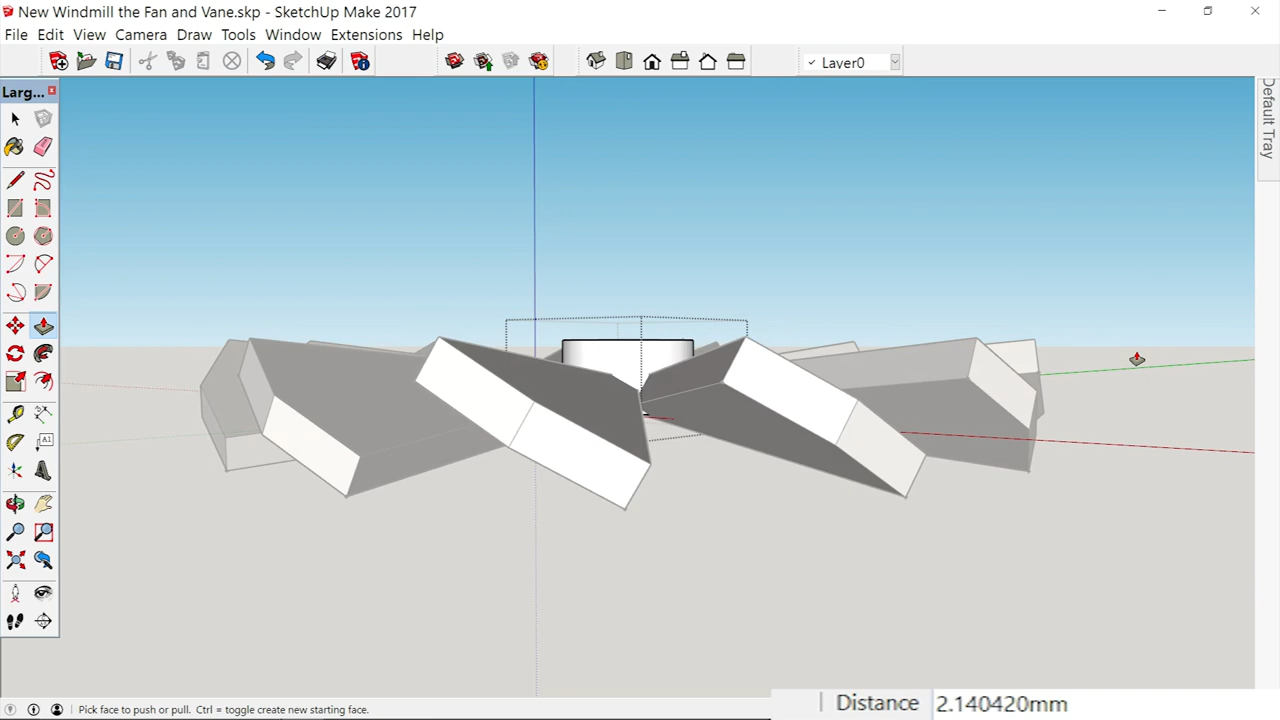 New Windmill the Fan and Vane.skp - SketchUp Make 2017
File Edit View Camera Draw Tools Window Extensions Help
✓ Layer0
Larg...
Default Tray
A1
Pick face to push or pull. Ctrl = toggle create new starting face.
Distance 2.140420mm